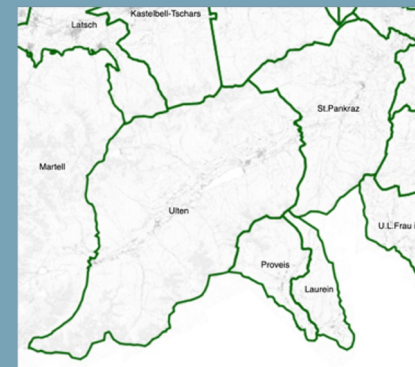 Kastelbell-Tschars
Latsch
St.Pankraz
Martell
Ulten
U.L.Frau i
Proveis
Laurein